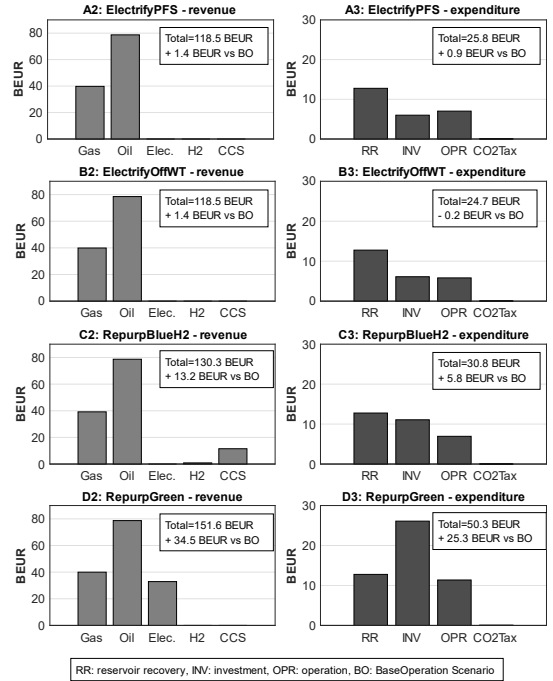 A2: ElectrifyPFS - revenue
BEUR
80
60
40
20
0
Total=118.5 BEUR
+ 1.4 BEUR vs BO
Gas Oil Elec. H2 CCS
A3: ElectrifyPFS - expenditure
BEUR
30
20
10
0
Total=25.8 BEUR
+ 0.9 BEUR vs BO
RR INV OPR CO2Tax
B2: ElectrifyOffWT - revenue
BEUR
80
60
40
20
0
Total=118.5 BEUR
+ 1.4 BEUR vs BO
Gas Oil Elec. H2 CCS
B3: ElectrifyOffWT - expenditure
BEUR
30
20
10
0
Total=24.7 BEUR
- 0.2 BEUR vs BO
RR INV OPR CO2Tax
C2: RepurpBlueH2 - revenue
BEUR
80
60
40
20
0
Total=130.3 BEUR
+ 13.2 BEUR vs BO
Gas Oil Elec. H2 CCS
C3: RepurpBlueH2 - expenditure
BEUR
30
20
10
0
Total=30.8 BEUR
+ 5.8 BEUR vs BO
RR INV OPR CO2Tax
D2: RepurpGreen - revenue
BEUR
80
60
40
20
0
Total=151.6 BEUR
+ 34.5 BEUR vs BO
Gas Oil Elec. H2 CCS
D3: RepurpGreen - expenditure
BEUR
30
20
10
0
Total=50.3 BEUR
+ 25.3 BEUR vs BO
RR INV OPR CO2Tax
RR: reservoir recovery, INV: investment, OPR: operation, BO: BaseOperation Scenario